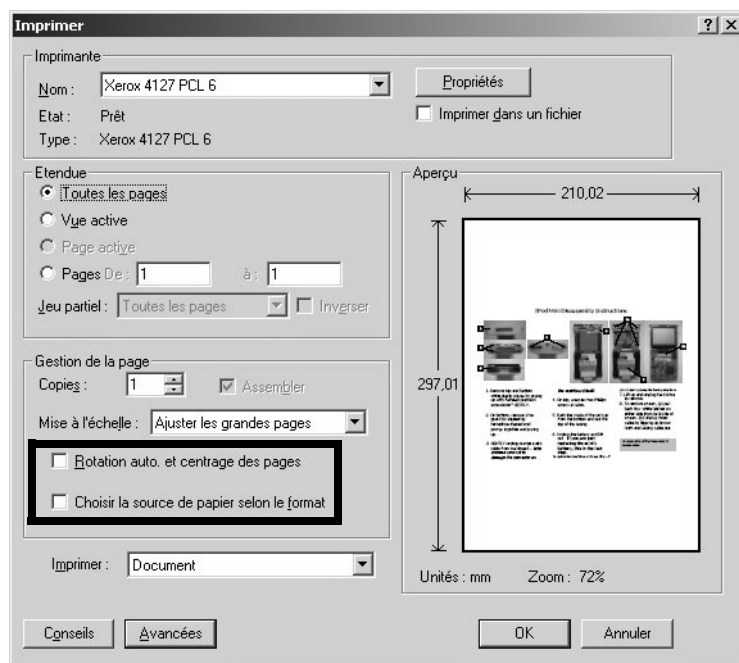 Imprimer
Imprimante
Nom : Xerox 4127 PCL 6
Propriétés
Etat : Prêt
Imprimer dans un fichier
Type : Xerox 4127 PCL 6
Etendue
Toutes les pages
Vue active
Page active
Pages De : 1 à : 1
Jeu partiel : Toutes les pages Inverser
Gestion de la page
Copies : 1 Assembler
Mise à l'échelle : Ajuster les grandes pages
Rotation auto. et centrage des pages
Choisir la source de papier selon le format
Imprimer : Document
Aperçu
210,02
297,01
iPod Mini Disassembly Instructions
Unités : mm Zoom : 72%
Conseils Avancées OK Annuler